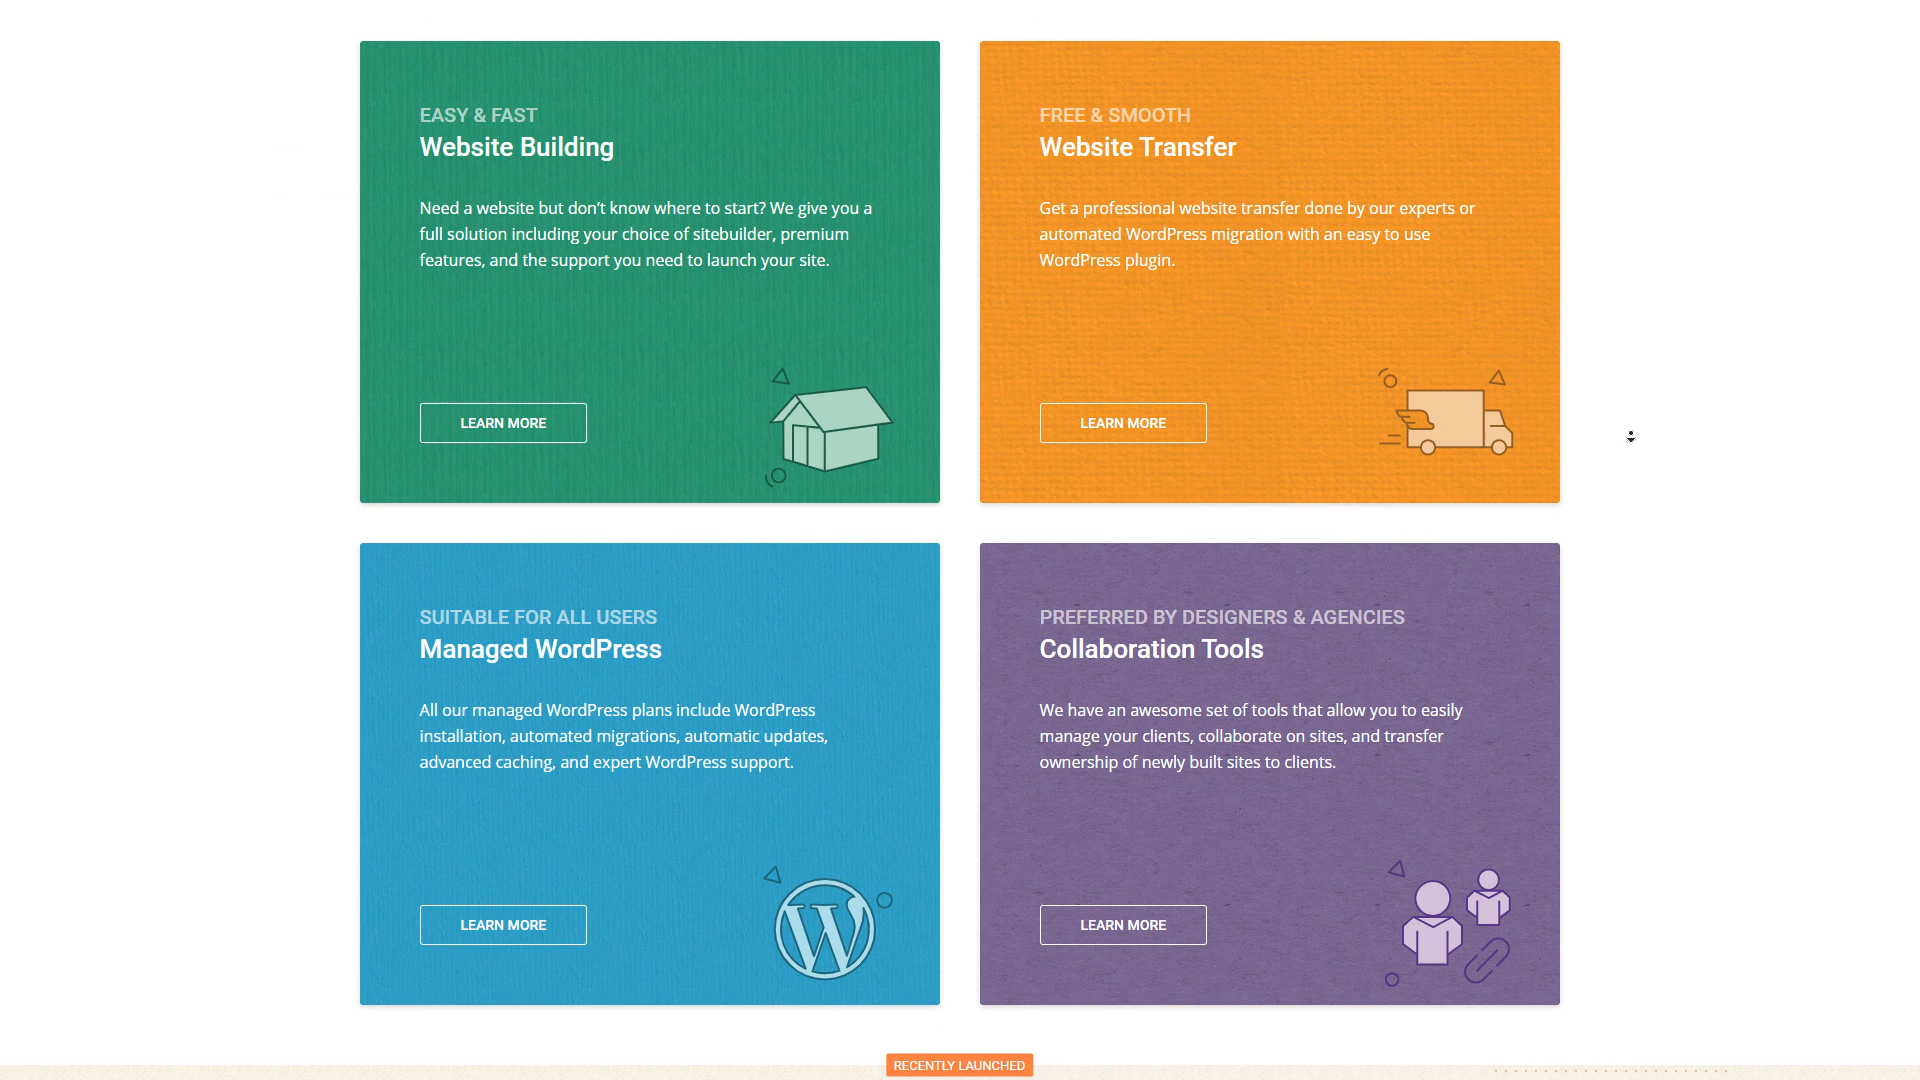 EASY & FAST
Website Building
Need a website but don’t know where to start? We give you a
full solution including your choice of sitebuilder, premium
features, and the support you need to launch your site.
LEARN MORE
FREE & SMOOTH
Website Transfer
Get a professional website transfer done by our experts or
automated WordPress migration with an easy to use
WordPress plugin.
LEARN MORE
SUITABLE FOR ALL USERS
Managed WordPress
All our managed WordPress plans include WordPress
installation, automated migrations, automatic updates,
advanced caching, and expert WordPress support.
LEARN MORE
PREFERRED BY DESIGNERS & AGENCIES
Collaboration Tools
We have an awesome set of tools that allow you to easily
manage your clients, collaborate on sites, and transfer
ownership of newly built sites to clients.
LEARN MORE
RECENTLY LAUNCHED